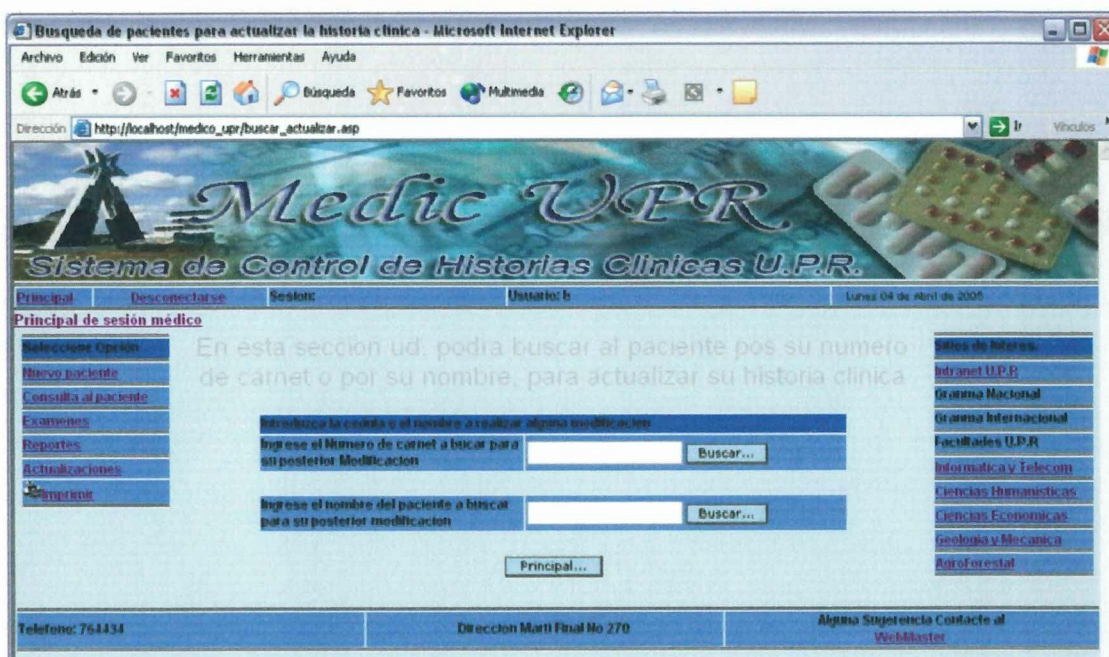 Busqueda de pacientes para actualizar la historia clinica - Microsoft Internet Explorer
Archivo Edición Ver Favoritos Herramientas Ayuda
Atrás Búsqueda Favoritos Multimedia
Dirección http://localhost/medico_upr/buscar_actualizar.asp Ir Vínculos
Medic UPR
Sistema de Control de Historias Clinicas U.P.R.
Principal Desconectarse Sesion: Usuario: b Lunes 04 de Abril de 2005
Principal de sesión médico
Seleccione Opción
Nuevo paciente
Consulta al paciente
Examenes
Reportes
Actualizaciones
Imprimir
En esta seccion ud. podra buscar al paciente pos su numero
de carnet o por su nombre, para actualizar su historia clinica
Introduzca la cedula o el nombre a realizar alguna modificacion
Ingrese el Numero de carnet a bucar para
su posterior Modificacion
Buscar...
Ingrese el nombre del paciente a buscar
para su posterior modificacion
Buscar...
Principal...
Sitios de Interes.
Intranet U.P.R
Granma Nacional
Granma Internacional
Facultades U.P.R
Informatica y Telecom
Ciencias Humanisticas
Ciencias Economicas
Geologia y Mecanica
AgroForestal
Telefono: 764434
Direccion Marti Final No 270
Alguna Sugerencia Contacte al
WebMaster